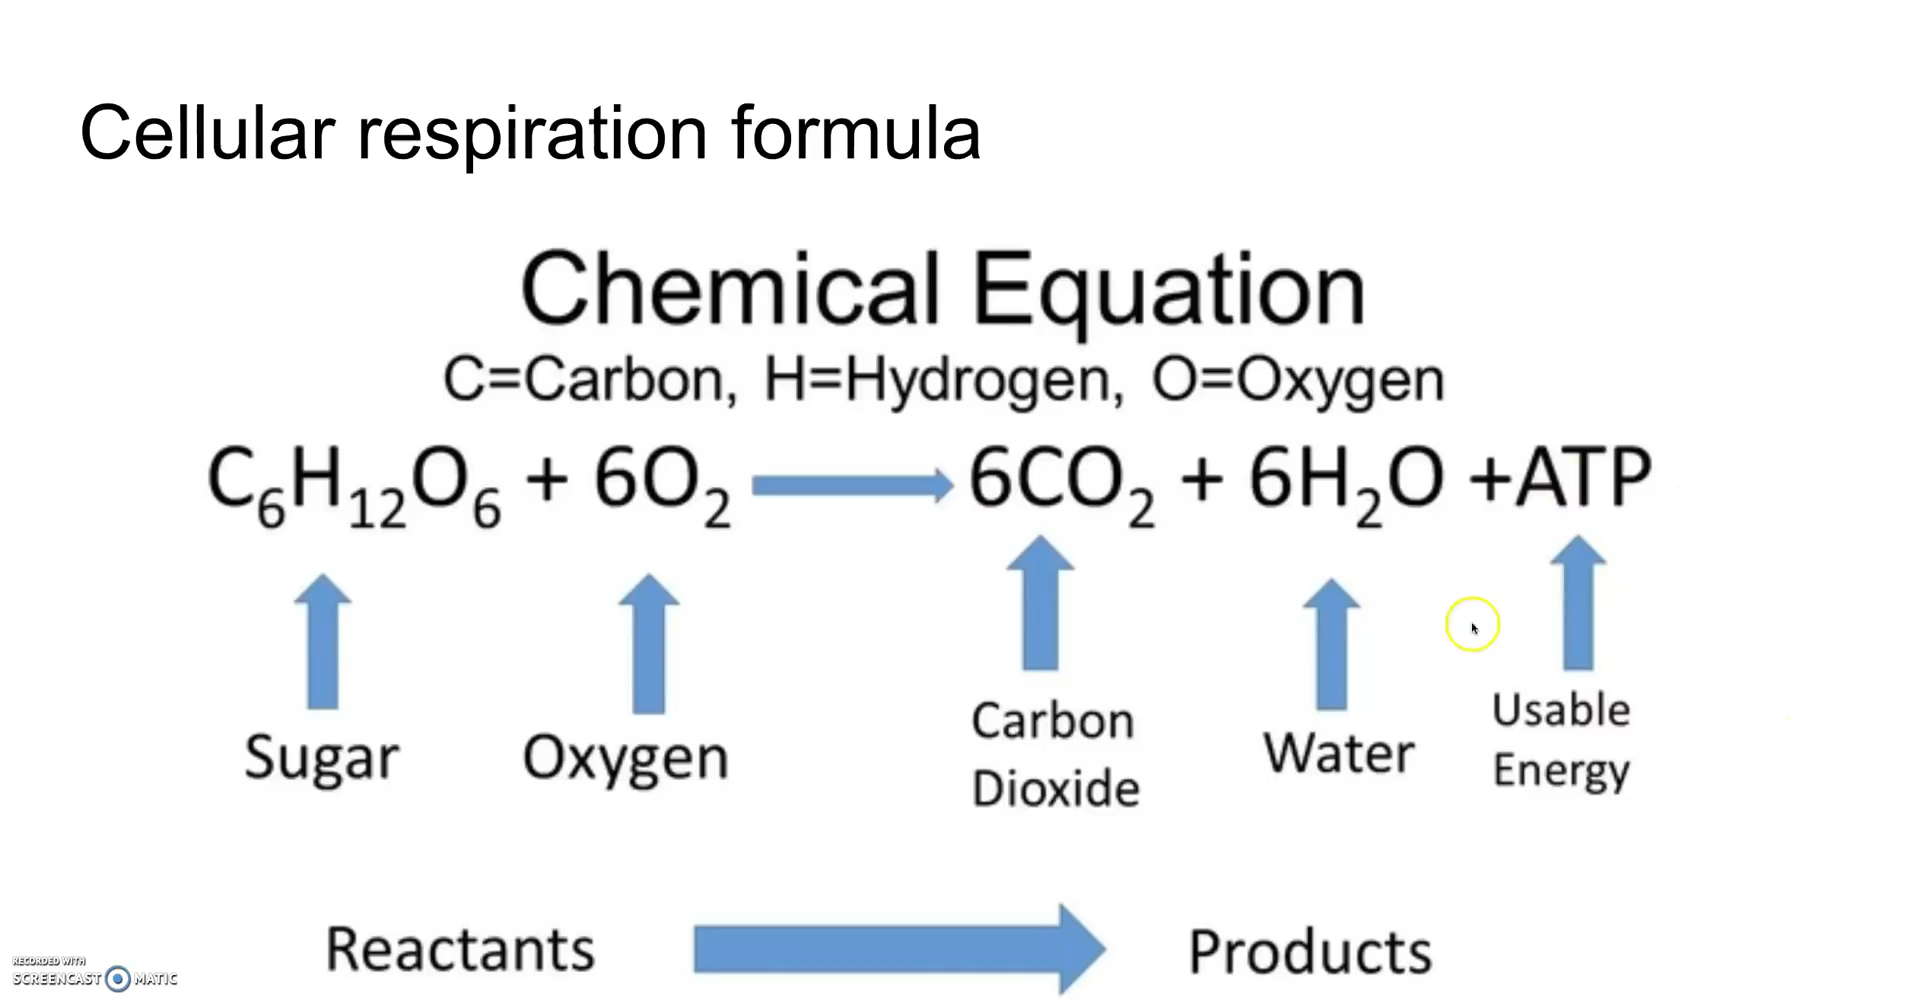 Cellular respiration formula
Chemical Equation
C=Carbon, H=Hydrogen, O=Oxygen
C₆H₁₂O₆ + 6O₂ → 6CO₂ + 6H₂O +ATP
Sugar Oxygen Carbon Dioxide Water Usable Energy
Reactants Products
RECORDED WITH
SCREENCAST MATIC